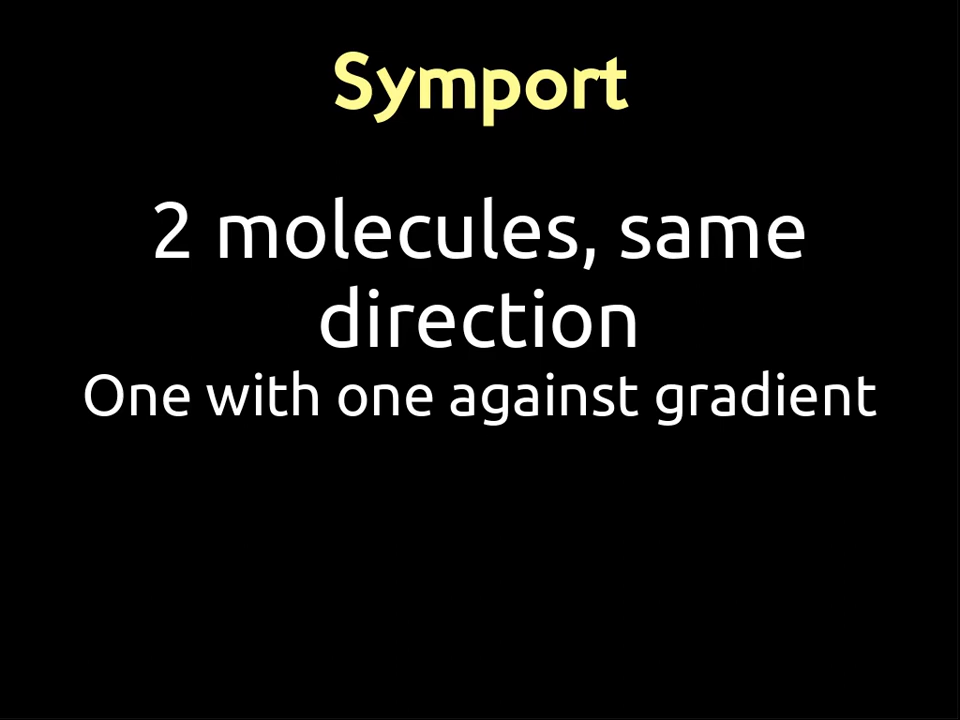 Symport
2 molecules, same
direction
One with one against gradient